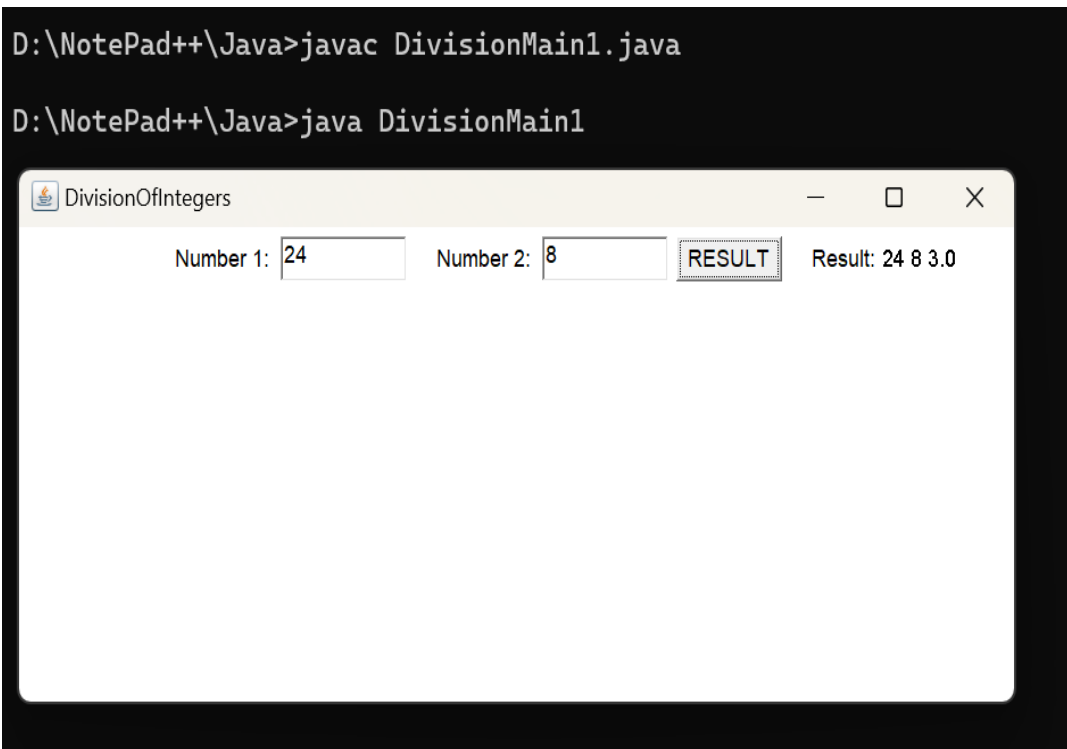 D:\NotePad++\Java>javac DivisionMain1.java
D:\NotePad++\Java>java DivisionMain1
DivisionOfIntegers
Number 1: 24 Number 2: 8 RESULT Result: 24 8 3.0